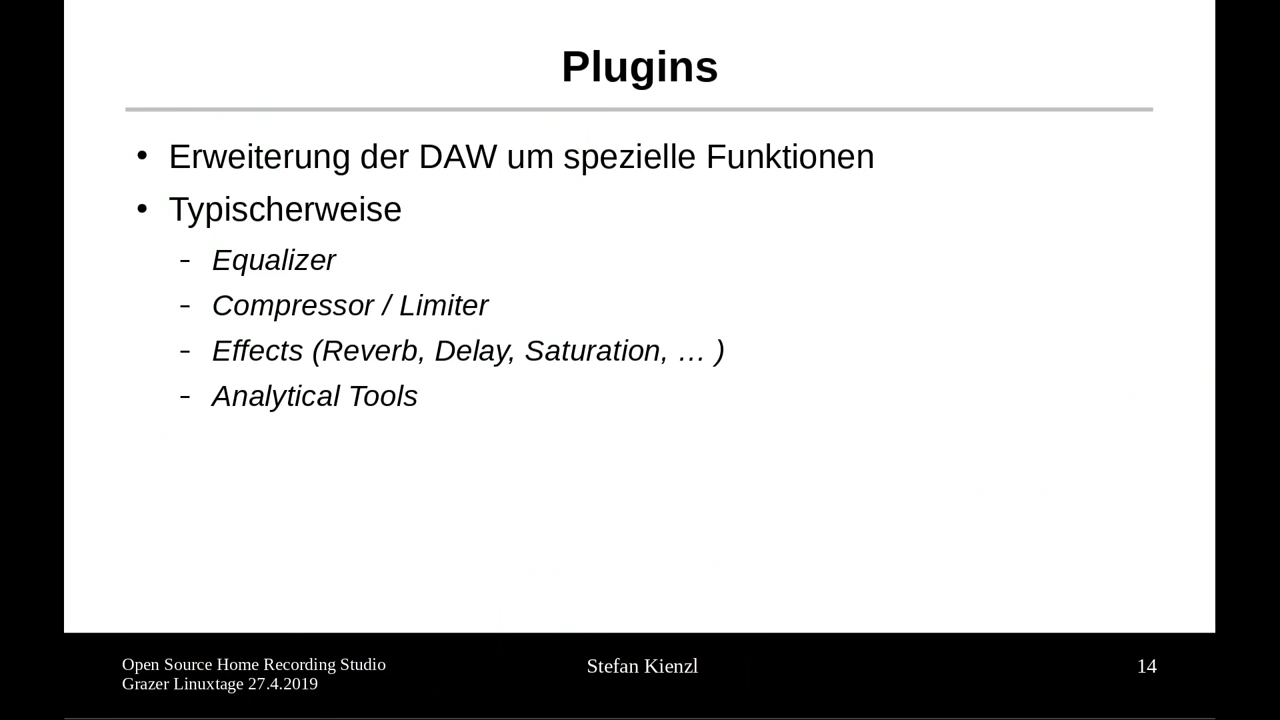 Plugins
• Erweiterung der DAW um spezielle Funktionen
• Typischerweise
– Equalizer
– Compressor / Limiter
– Effects (Reverb, Delay, Saturation, … )
– Analytical Tools
Open Source Home Recording Studio
Grazer Linuxtage 27.4.2019
Stefan Kienzl
14